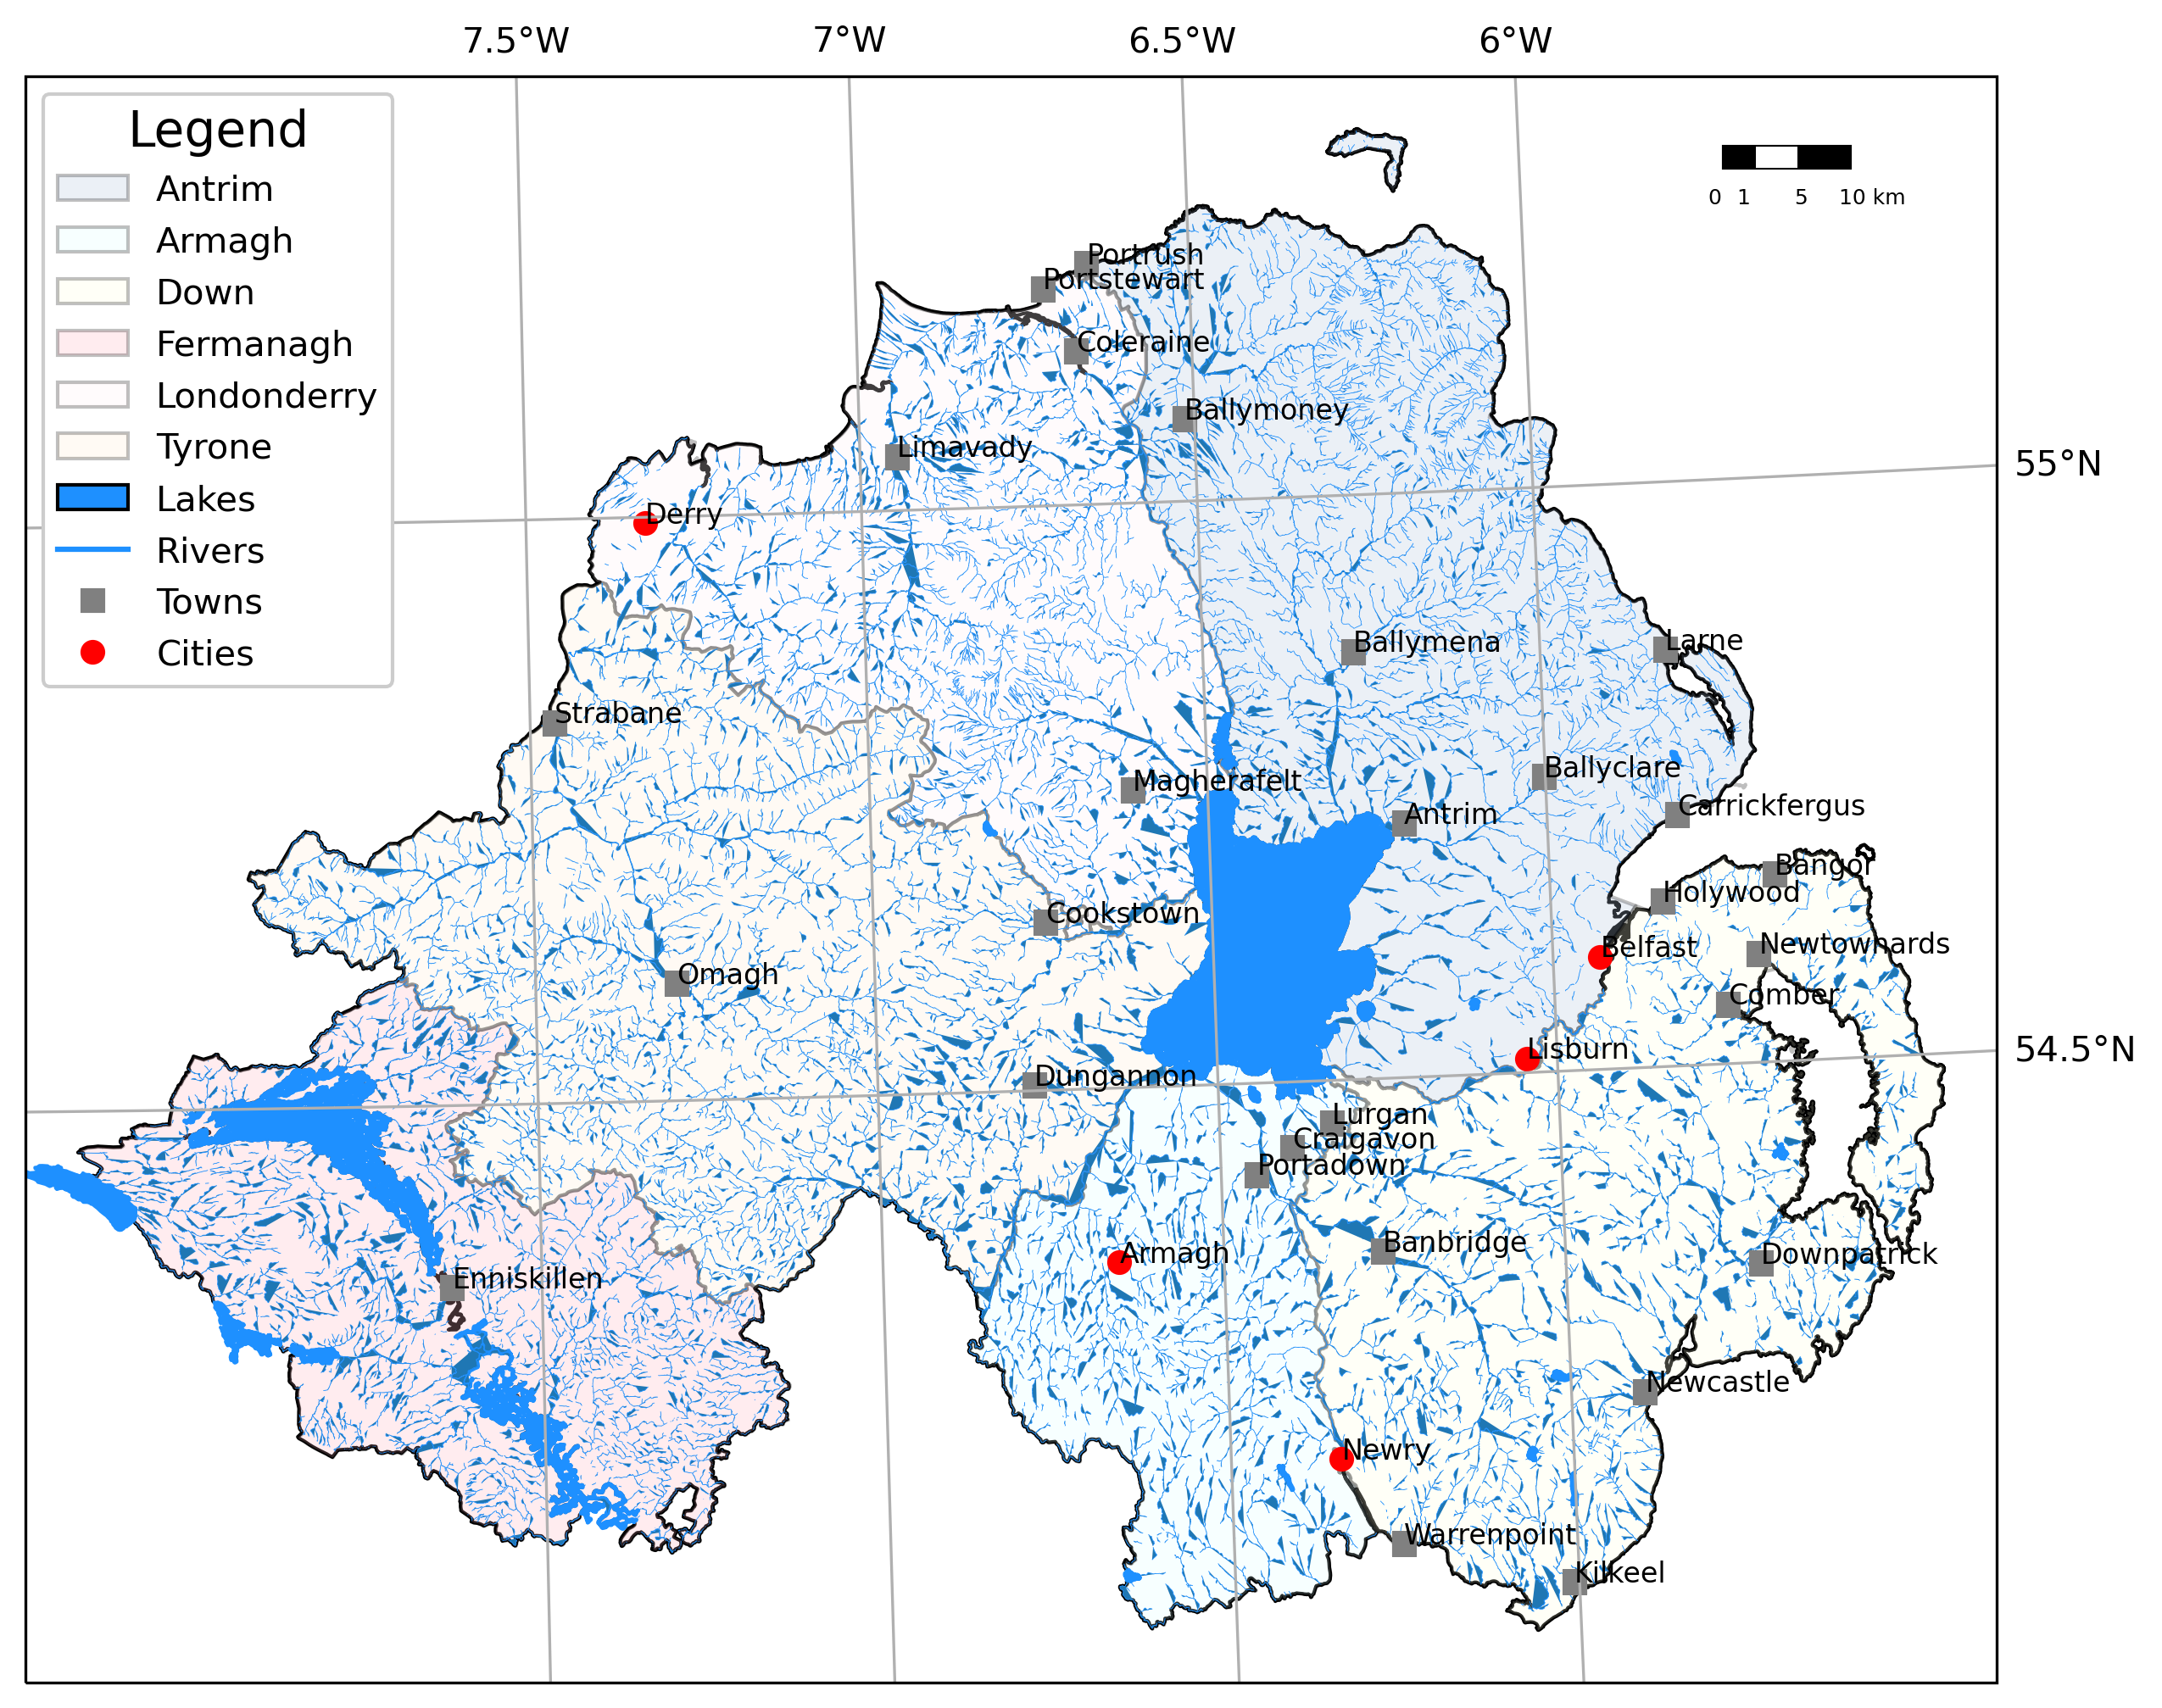 7.5°W 7°W 6.5°W 6°W
Legend
Antrim
Armagh
Down
Fermanagh
Londonderry
Tyrone
Lakes
Rivers
Towns
Cities
0 1 5 10 km
Portrush
Portstewart
Coleraine
Ballymoney
Limavady
55°N
Derry
Ballymena
Larne
Strabane
Ballyclare
Magherafelt
Carrickfergus
Antrim
Bangor
Holywood
Cookstown
Newtownards
Belfast
Omagh
Comber
54.5°N
Lisburn
Dungannon
Lurgan
Craigavon
Portadown
Banbridge
Armagh
Downpatrick
Enniskillen
Newcastle
Newry
Warrenpoint
Kilkeel